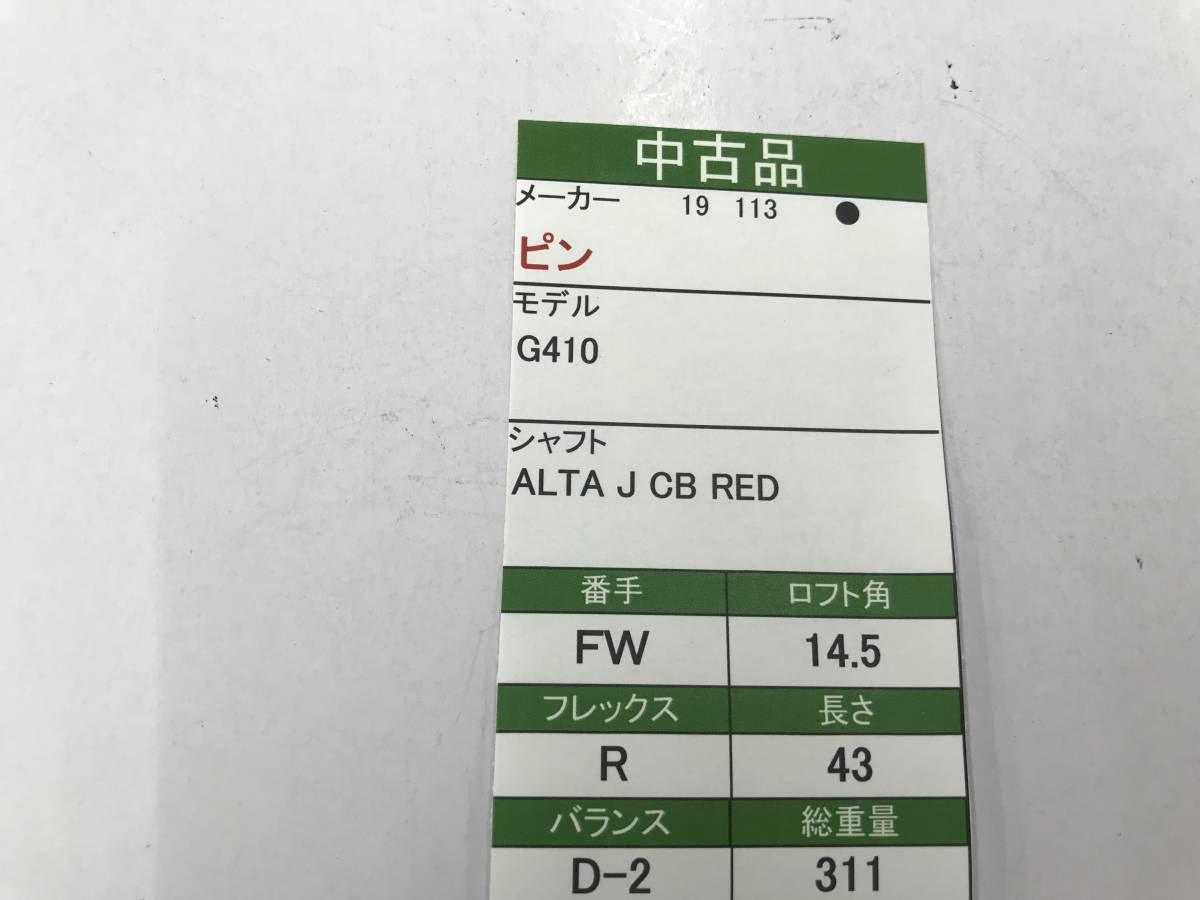 中古品
メーカー 19 113 ●
ピン
モデル
G410
シャフト
ALTA J CB RED
番手 ロフト角
FW 14.5
フレックス 長さ
R 43
バランス 総重量
D-2 311